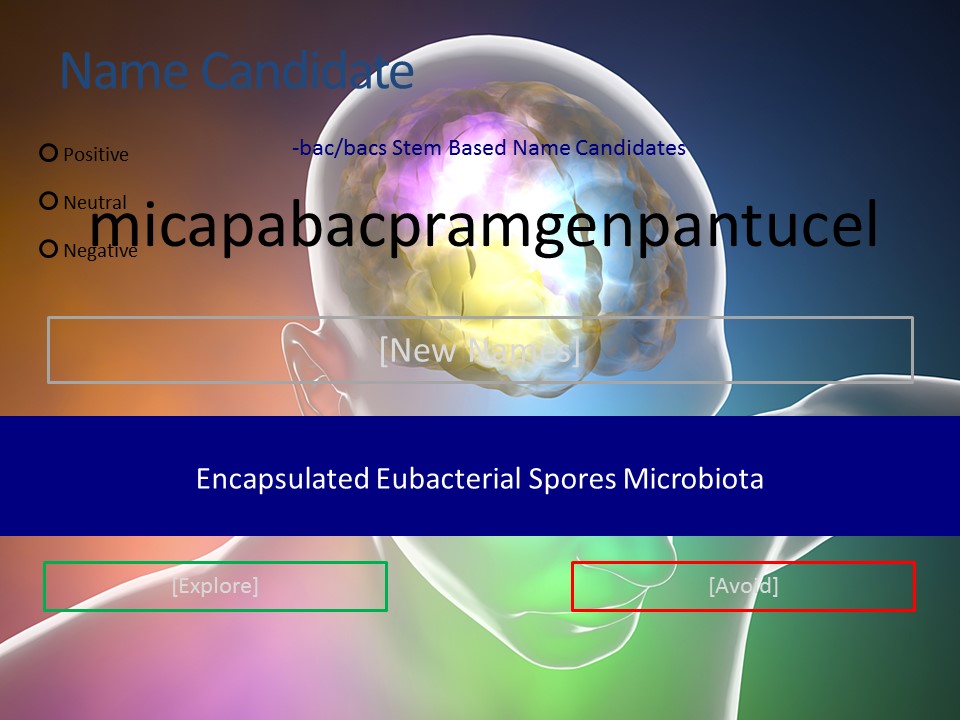 Name Candidate
-bac/bacs Stem Based Name Candidates
Positive
Neutral
Negative
micapabacpramgenpantucel
[New Names]
Encapsulated Eubacterial Spores Microbiota
[Explore]
[Avoid]